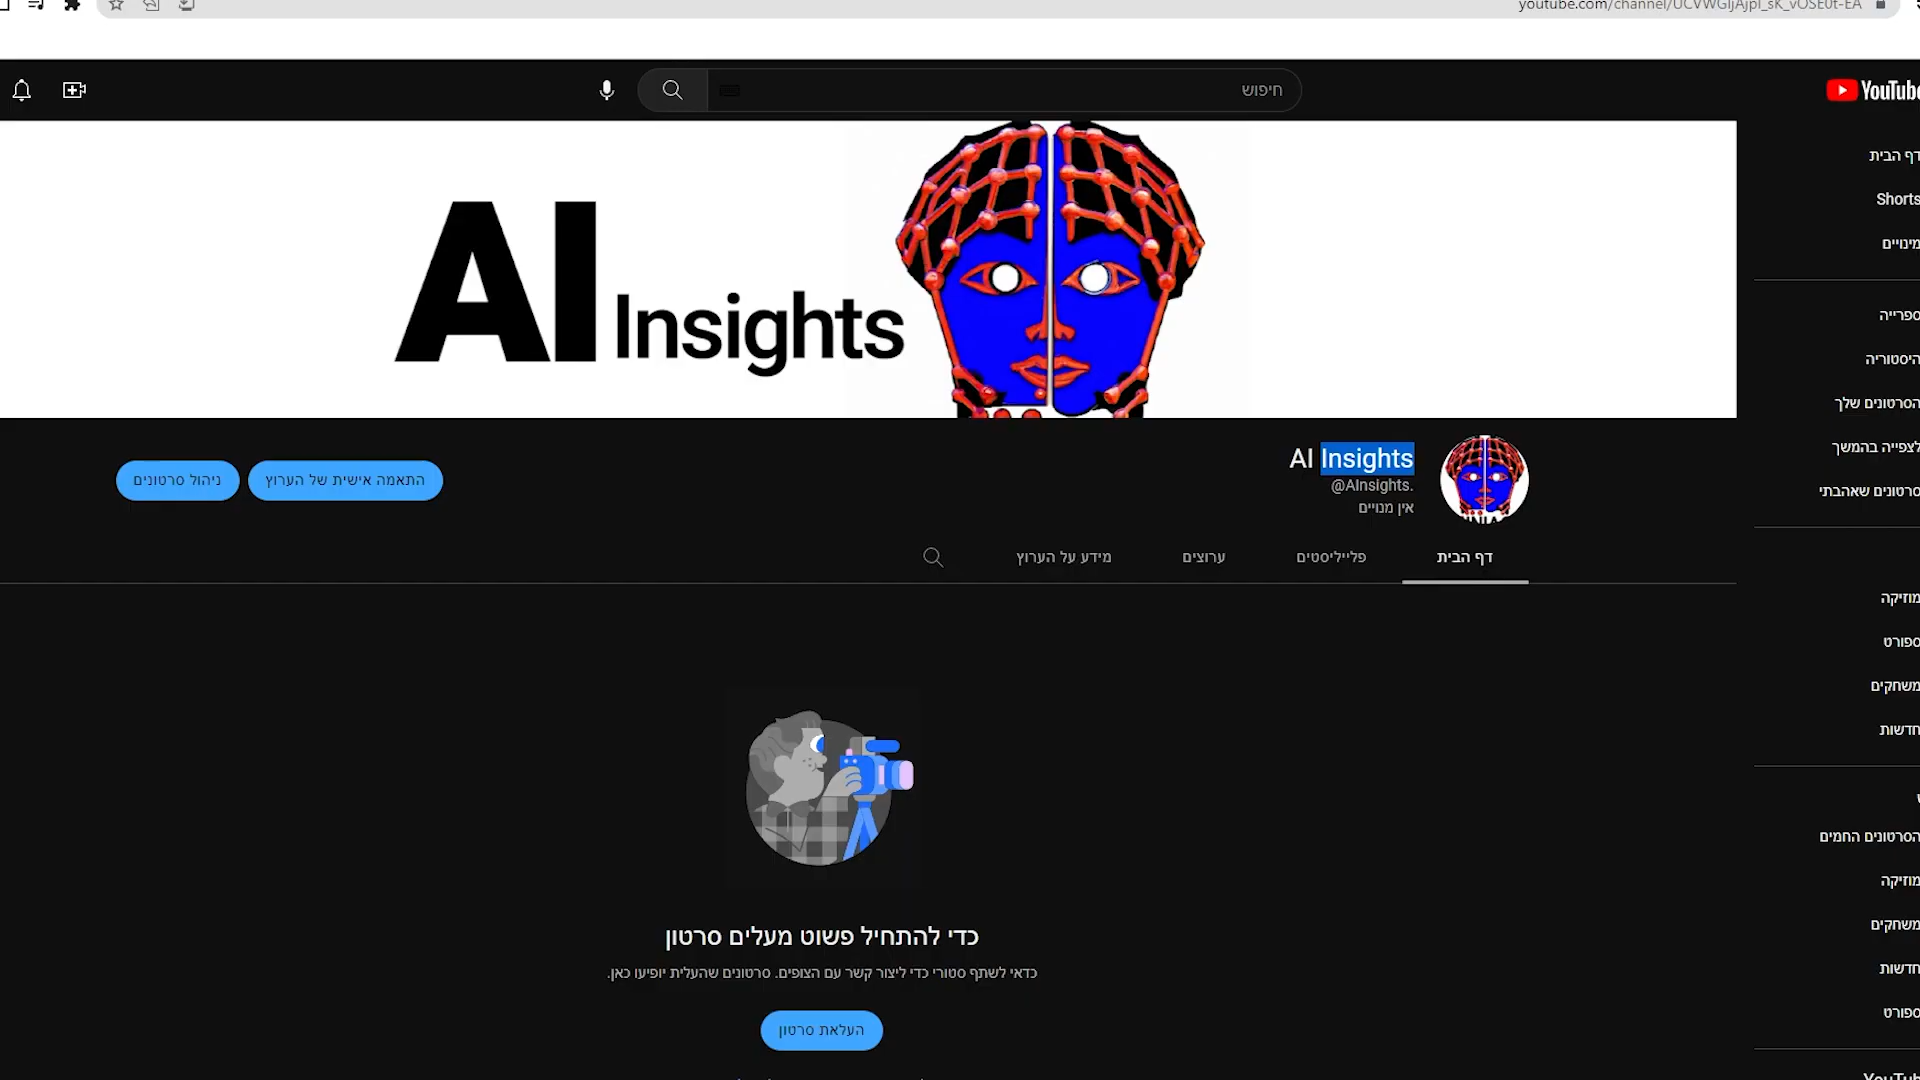 youtube.com/channel/UCVWGIjAjpI_sK_vOSE0t-EA
YouTube
חיפוש
דף הבית
Shorts
מינויים
ספרייה
היסטוריה
הסרטונים שלך
לצפייה בהמשך
סרטונים שאהבתי
מוזיקה
ספורט
משחקים
חדשות
הסרטונים החמים
מוזיקה
משחקים
חדשות
ספורט
AI Insights
AI Insights
@AInsights.
אין מנויים
התאמה אישית של הערוץ
ניהול סרטונים
דף הבית
פלייליסטים
ערוצים
מידע על הערוץ
כדי להתחיל פשוט מעלים סרטון
כדאי לשתף סטורי כדי ליצור קשר עם הצופים. סרטונים שהעלית יופיעו כאן.
העלאת סרטון